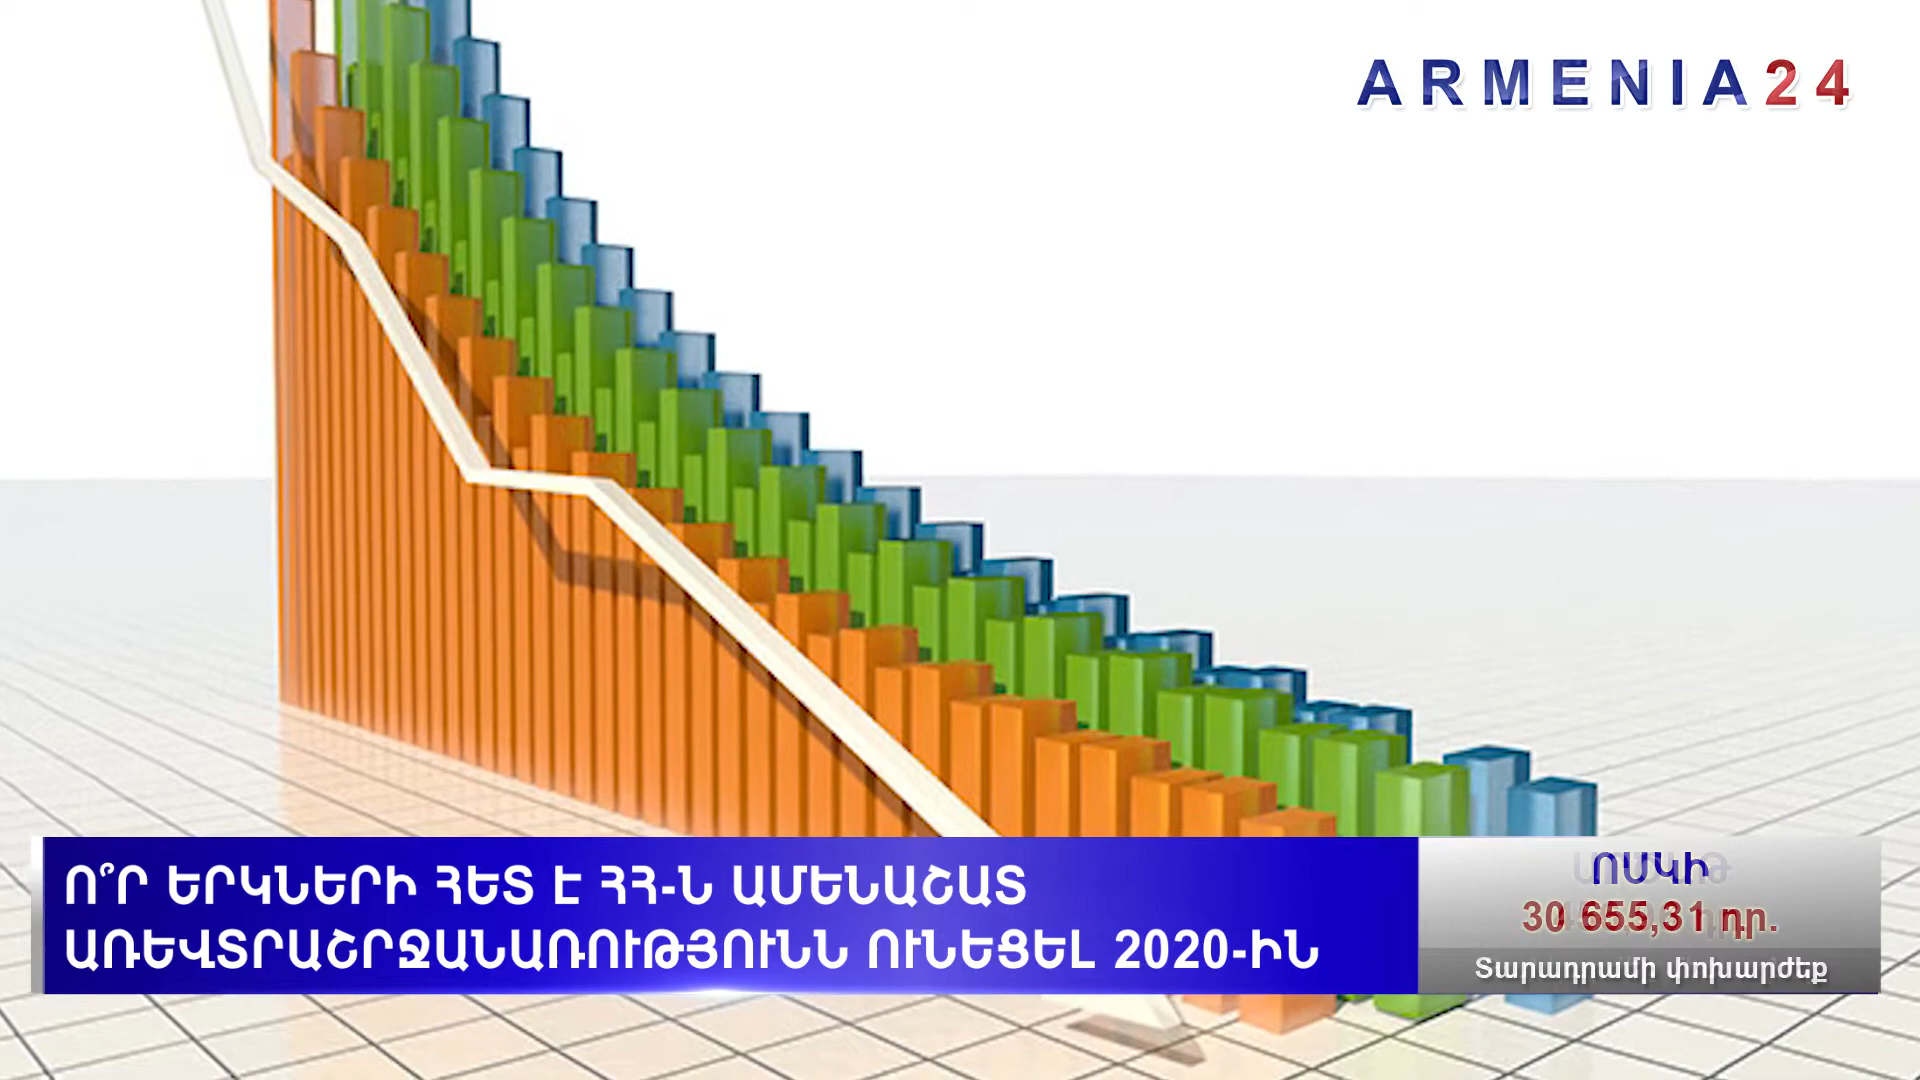 ARMENIA24
Ո՞Ր ԵՐԿՆԵՐԻ ՀԵՏ Է ՀՀ-Ն ԱՄԵՆԱՇԱՏ
ԱՌԵՎՏՐԱՇՐՋԱՆԱՌՈՒԹՅՈՒՆՆ ՈՒՆԵՑԵԼ 2020-ԻՆ
ՈՍԿԻ
30 655,31 դր.
Տարադրամի փոխարժեք